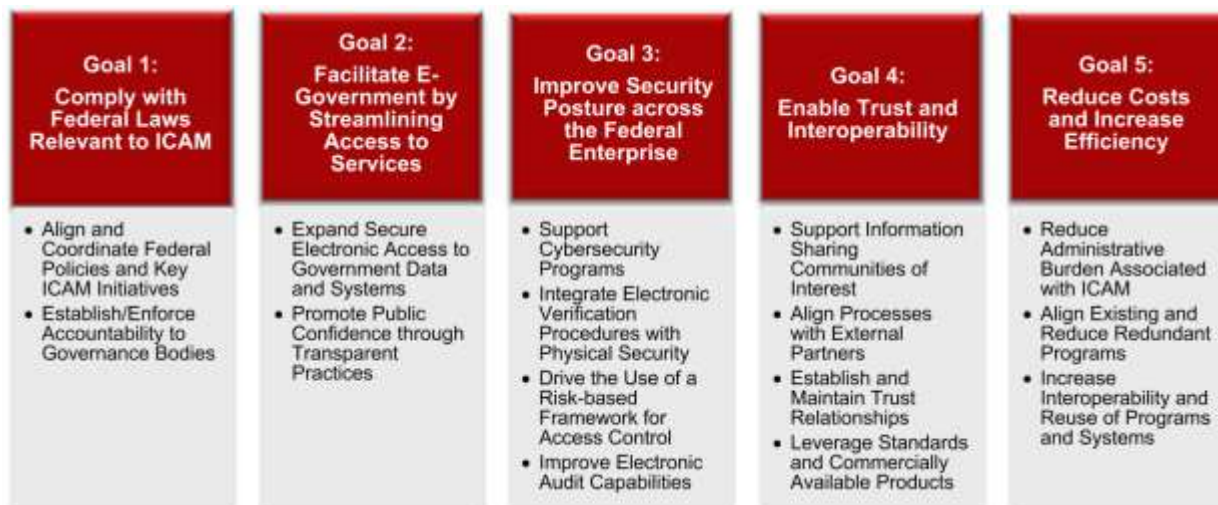 Goal 1:
Comply with
Federal Laws
Relevant to ICAM
• Align and
Coordinate Federal
Policies and Key
ICAM Initiatives
• Establish/Enforce
Accountability to
Governance Bodies
Goal 2:
Facilitate E-
Government by
Streamlining
Access to
Services
• Expand Secure
Electronic Access to
Government Data
and Systems
• Promote Public
Confidence through
Transparent
Practices
Goal 3:
Improve Security
Posture across
the Federal
Enterprise
• Support
Cybersecurity
Programs
• Integrate Electronic
Verification
Procedures with
Physical Security
• Drive the Use of a
Risk-based
Framework for
Access Control
• Improve Electronic
Audit Capabilities
Goal 4:
Enable Trust and
Interoperability
• Support Information
Sharing
Communities of
Interest
• Align Processes
with External
Partners
• Establish and
Maintain Trust
Relationships
• Leverage Standards
and Commercially
Available Products
Goal 5:
Reduce Costs
and Increase
Efficiency
• Reduce
Administrative
Burden Associated
with ICAM
• Align Existing and
Reduce Redundant
Programs
• Increase
Interoperability and
Reuse of Programs
and Systems